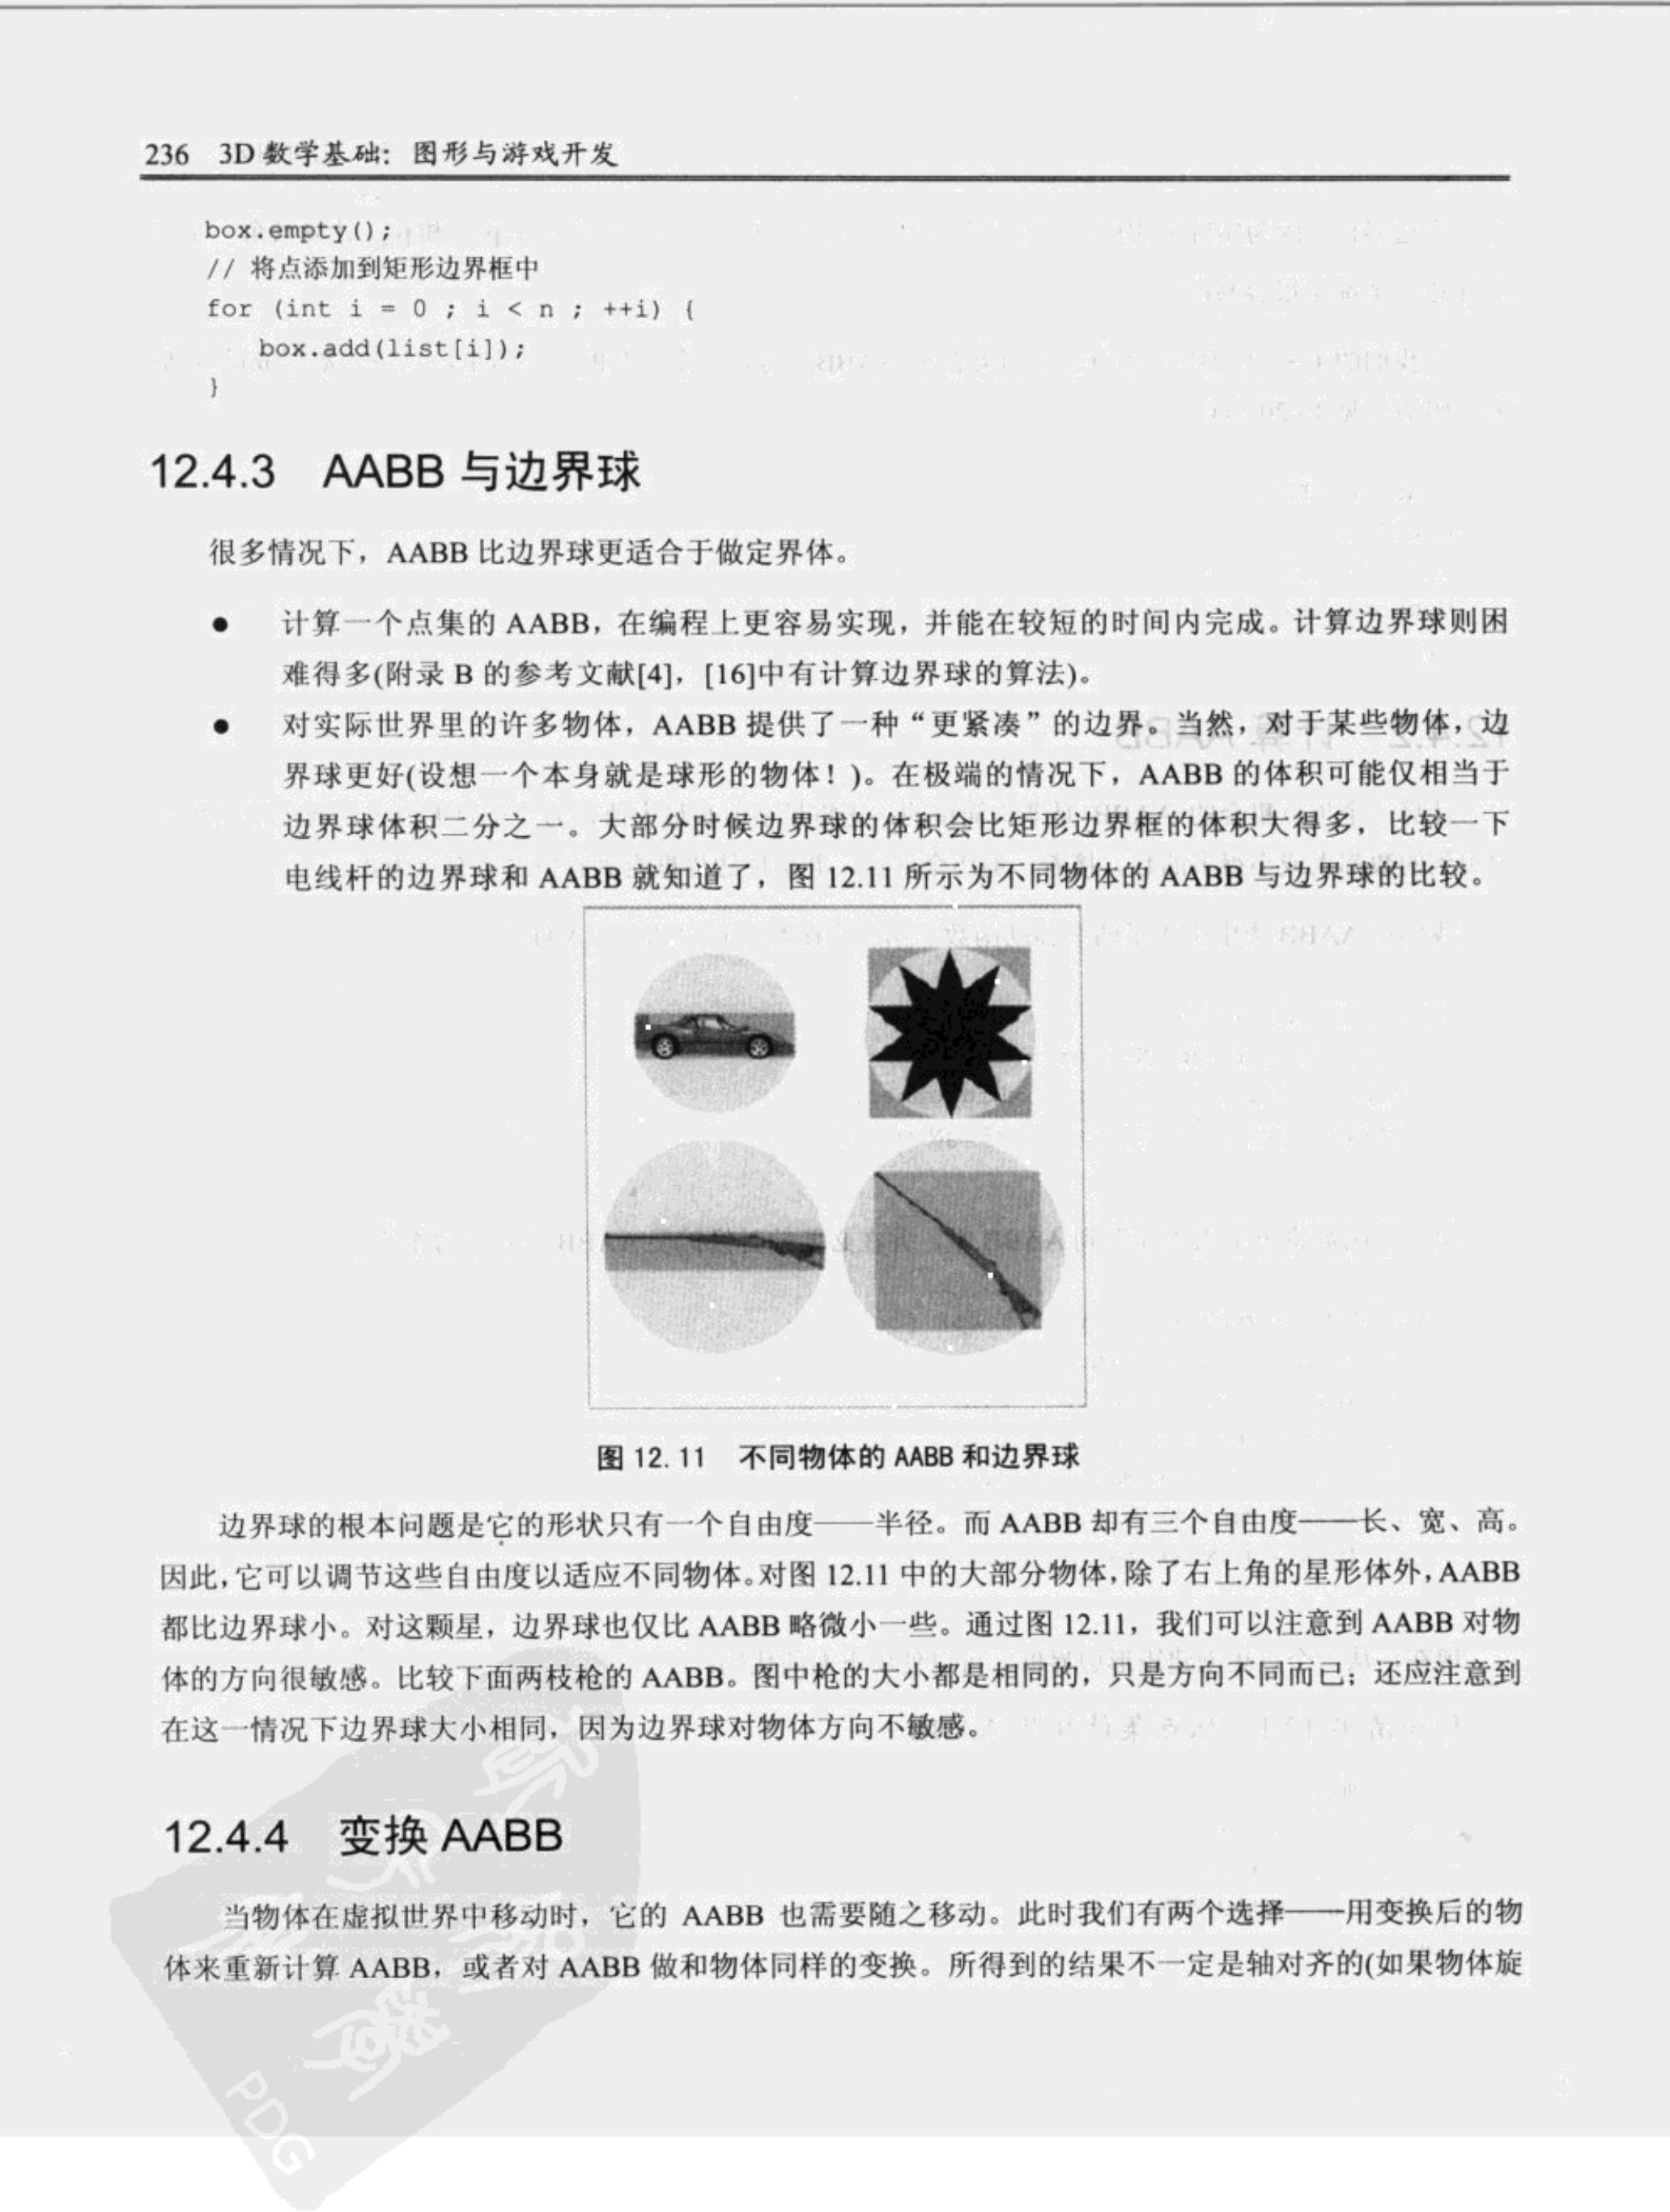 236 3D 数学基础：图形与游戏开发
box.empty();
// 将点添加到矩形边界框中
for (int i = 0 ; i < n ; ++i) {
box.add(list[i]);
}
12.4.3 AABB 与边界球
很多情况下，AABB 比边界球更适合于做定界体。
● 计算一个点集的 AABB，在编程上更容易实现，并能在较短的时间内完成。计算边界球则困
难得多(附录 B 的参考文献[4]，[16]中有计算边界球的算法)。
● 对实际世界里的许多物体，AABB 提供了一种“更紧凑”的边界。当然，对于某些物体，边
界球更好(设想一个本身就是球形的物体！)。在极端的情况下，AABB 的体积可能仅相当于
边界球体积二分之一。大部分时候边界球的体积会比矩形边界框的体积大得多，比较一下
电线杆的边界球和 AABB 就知道了，图 12.11 所示为不同物体的 AABB 与边界球的比较。
图 12.11 不同物体的 AABB 和边界球
边界球的根本问题是它的形状只有一个自由度——半径。而 AABB 却有三个自由度——长、宽、高。
因此，它可以调节这些自由度以适应不同物体。对图 12.11 中的大部分物体，除了右上角的星形体外，AABB
都比边界球小。对这颗星，边界球也仅比 AABB 略微小一些。通过图 12.11，我们可以注意到 AABB 对物
体的方向很敏感。比较下面两枝枪的 AABB。图中枪的大小都是相同的，只是方向不同而已；还应注意到
在这一情况下边界球大小相同，因为边界球对物体方向不敏感。
12.4.4 变换 AABB
当物体在虚拟世界中移动时，它的 AABB 也需要随之移动。此时我们有两个选择——用变换后的物
体来重新计算 AABB，或者对 AABB 做和物体同样的变换。所得到的结果不一定是轴对齐的(如果物体旋
PDG